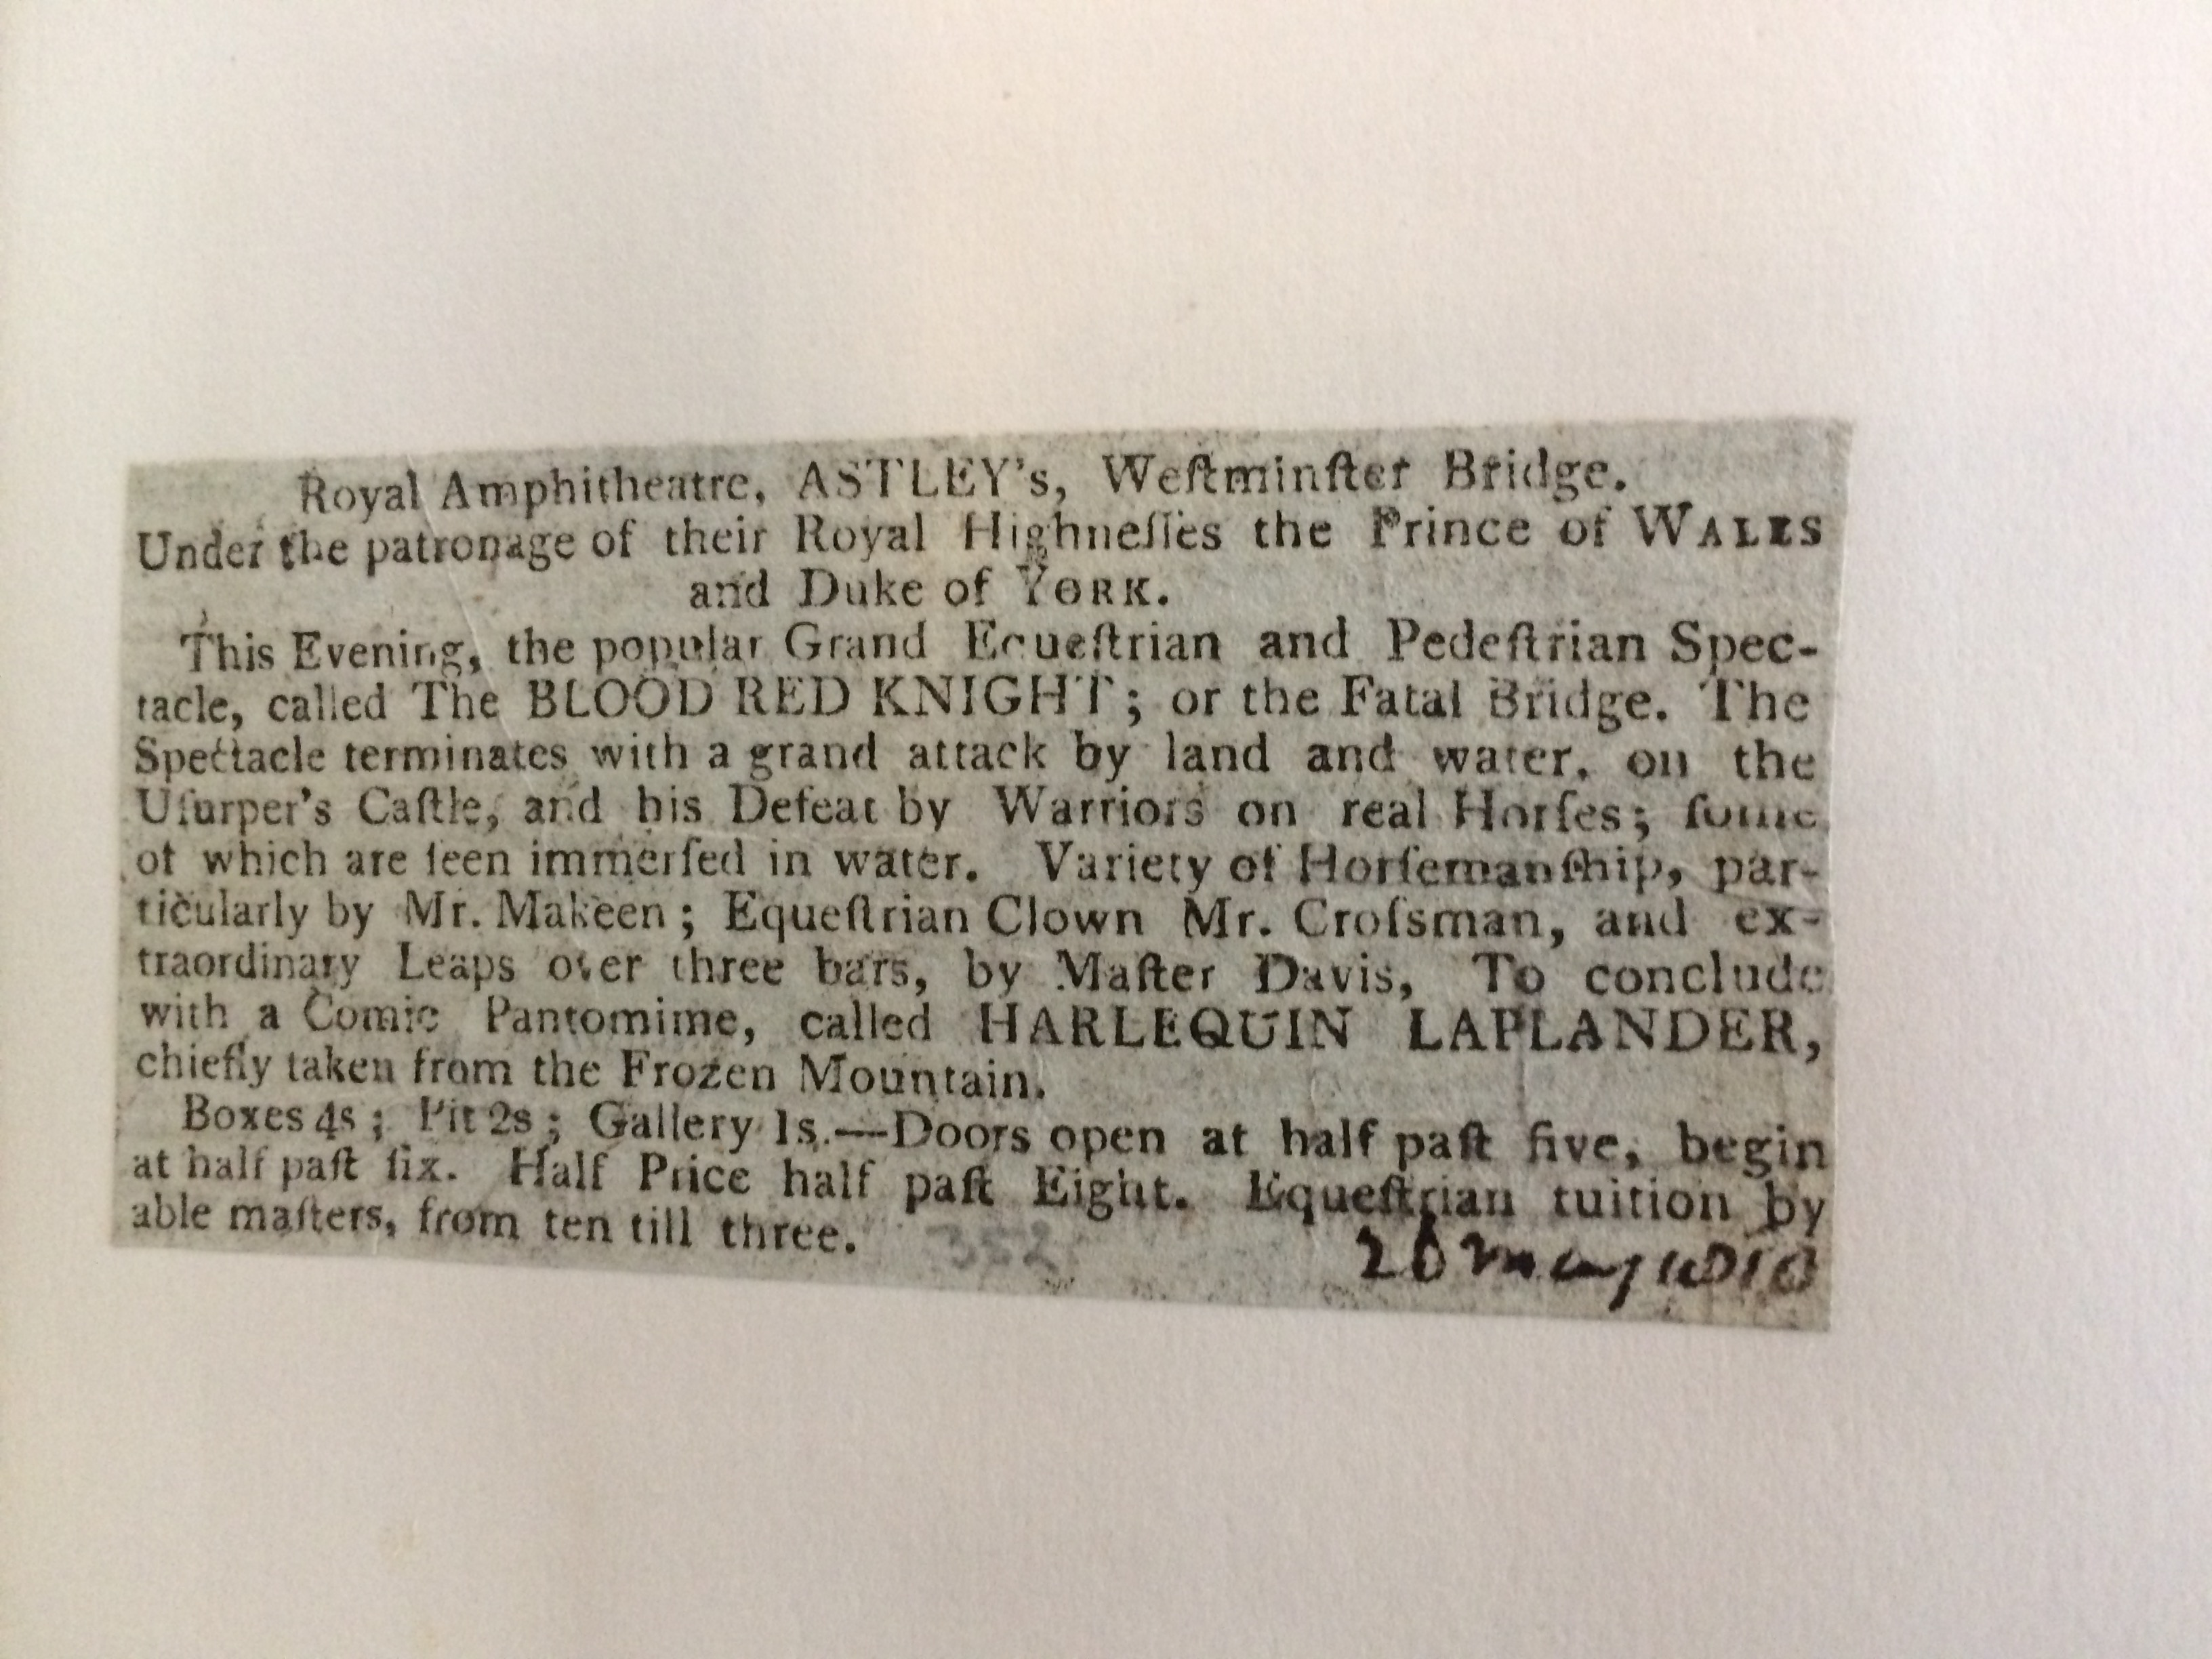 Royal Amphitheatre, ASTLEY's, Weſtminſter Bridge.
Under the patronage of their Royal Highneſſes the Prince of WALES
and Duke of YORK.
This Evening, the popular Grand Equeſtrian and Pedeſtrian Spec-
tacle, called The BLOOD RED KNIGHT; or the Fatal Bridge. The
Spectacle terminates with a grand attack by land and water, on the
Uſurper's Caſtle, and his Defeat by Warriors on real Horſes; ſome
of which are ſeen immerſed in water. Variety of Horſemanſhip, par-
ticularly by Mr. Makeen; Equeſtrian Clown Mr. Croſsman, and ex-
traordinary Leaps over three bars, by Maſter Davis, To conclude
with a Comic Pantomime, called HARLEQUIN LAPLANDER,
chiefly taken from the Frozen Mountain.
Boxes 4s; Pit 2s; Gallery 1s.—Doors open at half paſt five, begin
at half paſt ſix. Half Price half paſt Eight. Equeſtrian tuition by
able maſters, from ten till three.
May 1810